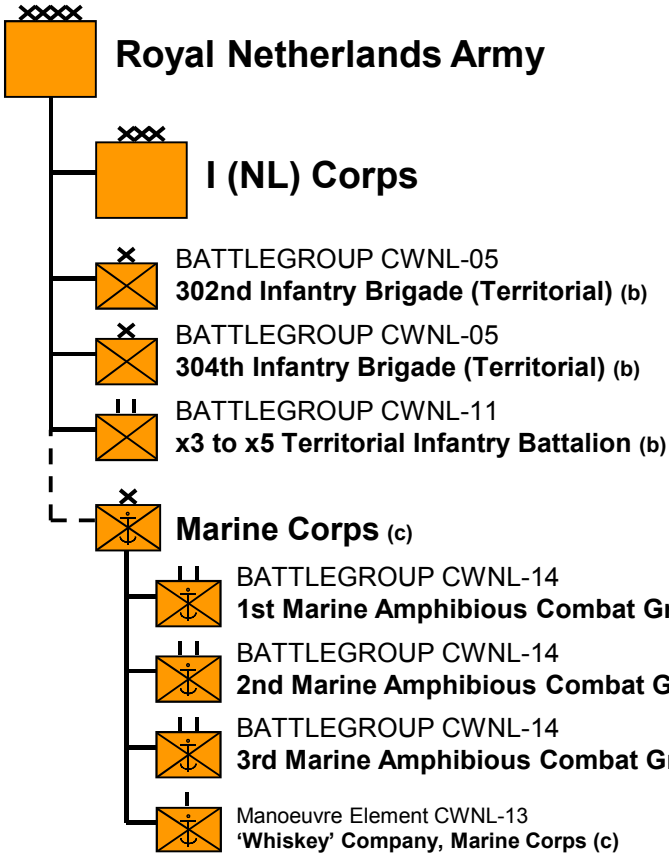 Royal Netherlands Army
I (NL) Corps
BATTLEGROUP CWNL-05
302nd Infantry Brigade (Territorial) (b)
BATTLEGROUP CWNL-05
304th Infantry Brigade (Territorial) (b)
BATTLEGROUP CWNL-11
x3 to x5 Territorial Infantry Battalion (b)
Marine Corps (c)
BATTLEGROUP CWNL-14
1st Marine Amphibious Combat
BATTLEGROUP CWNL-14
2nd Marine Amphibious Combat
BATTLEGROUP CWNL-14
3rd Marine Amphibious Combat
Manoeuvre Element CWNL-13
‘Whiskey’ Company, Marine Corps (c)